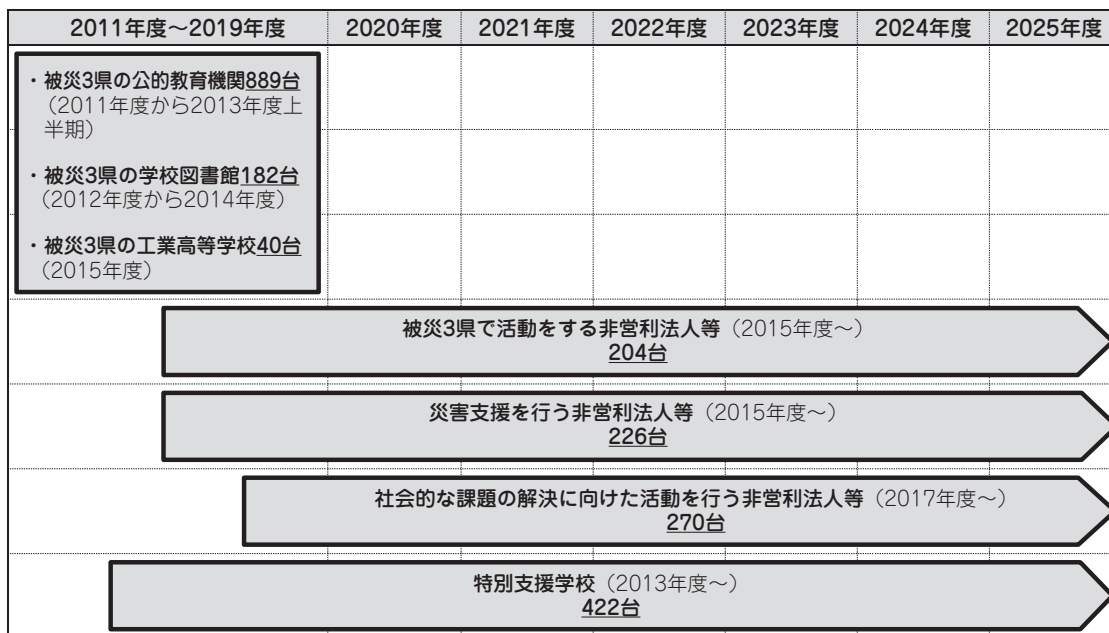 2011年度～2019年度 2020年度 2021年度 2022年度 2023年度 2024年度 2025年度
・被災3県の公的教育機関889台
（2011年度から2013年度上
半期）
・被災3県の学校図書館182台
（2012年度から2014年度）
・被災3県の工業高等学校40台
（2015年度）
被災3県で活動をする非営利法人等（2015年度～）
204台
災害支援を行う非営利法人等（2015年度～）
226台
社会的な課題の解決に向けた活動を行う非営利法人等（2017年度～）
270台
特別支援学校（2013年度～）
422台